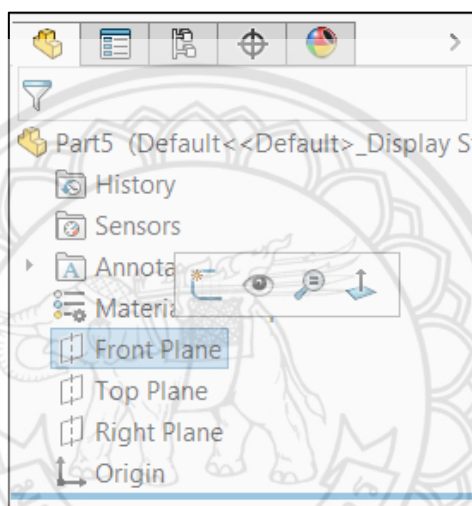 Part5 (Default<<Default>_Display S
History
Sensors
Annota
Materia
Front Plane
Top Plane
Right Plane
Origin